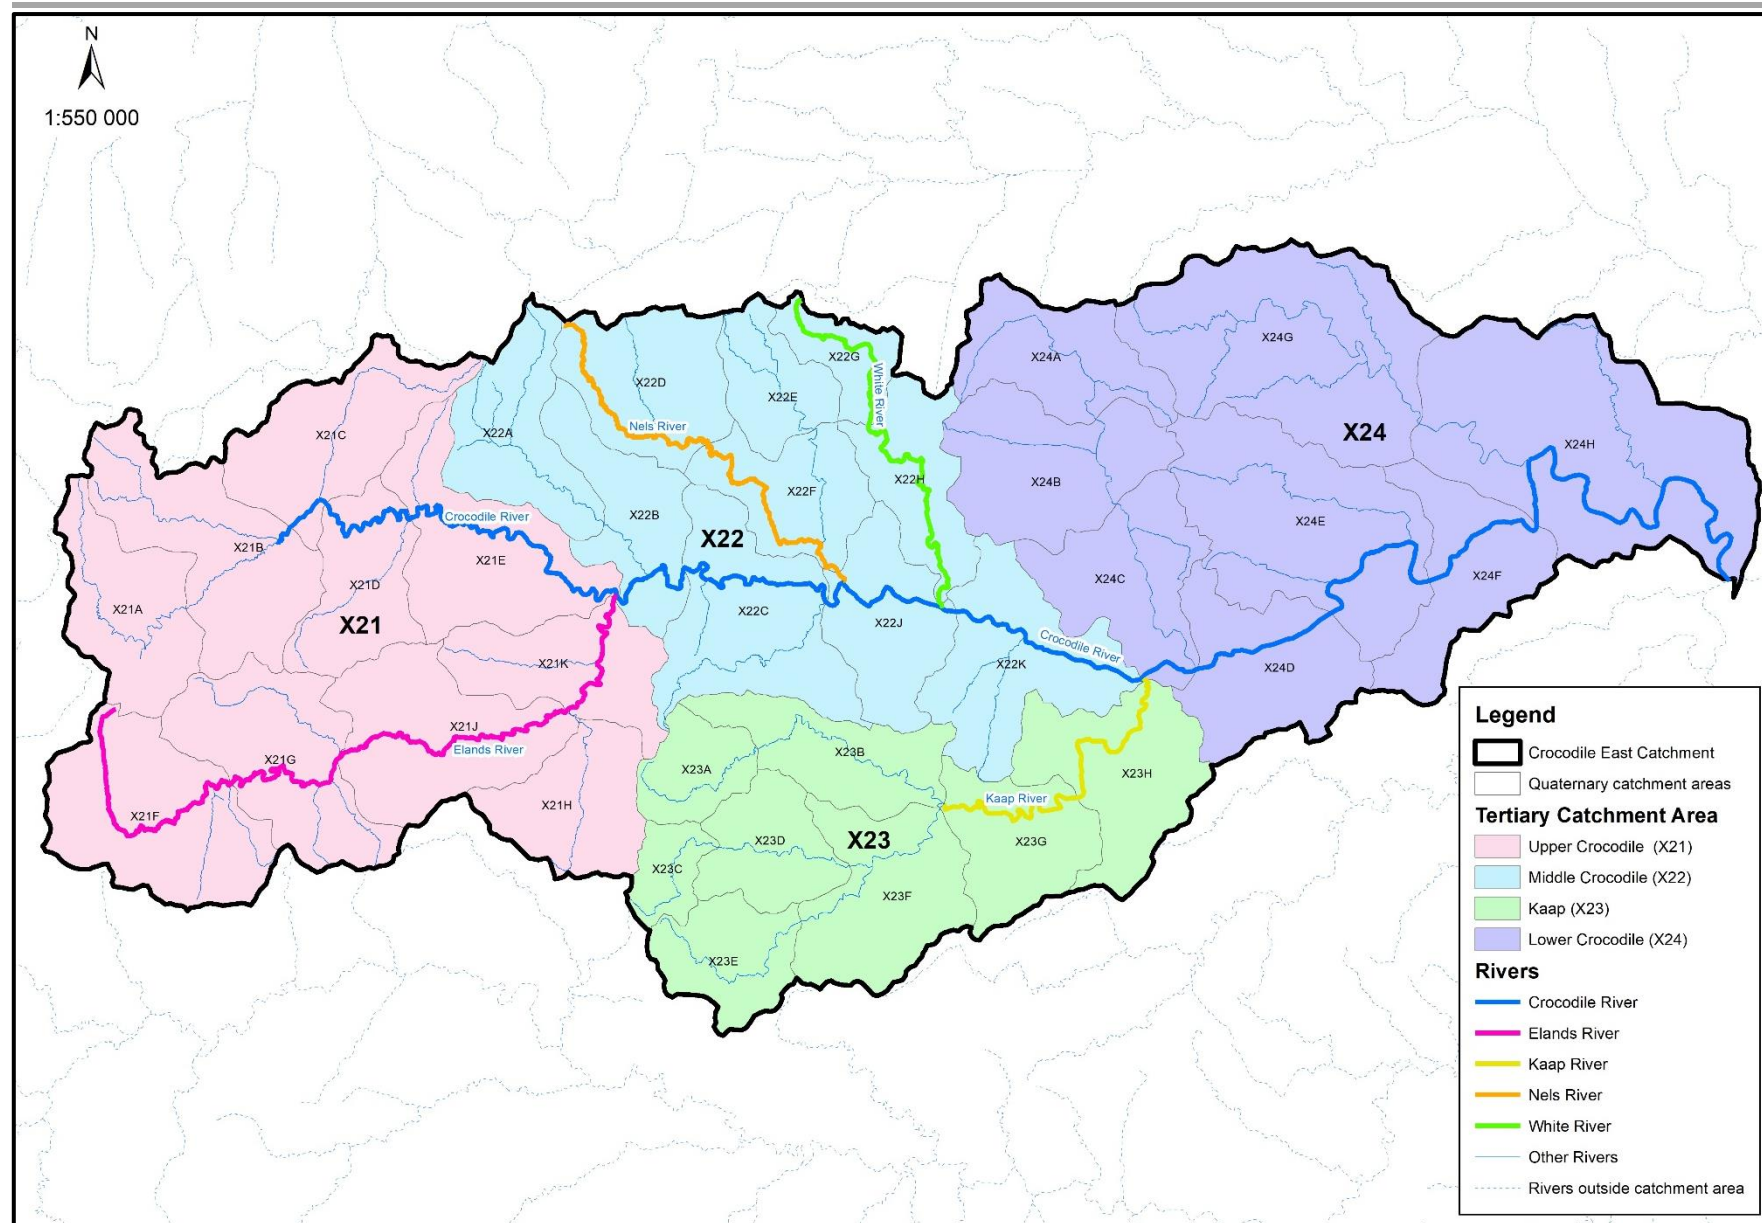 N
1:550 000
X24G
X24A
X22G
White River
X22D
X22E
Nels River
X21C
X22A
X24
X24H
X22H
X24B
X22F
Crocodile River
X22B
X24E
X22
X21B
X21E
X24C
X24F
X21D
X21A
X22C
X21
X22J
Crocodile River
X21K
X22K
X24D
X21J
Elands River
X23B
X21G
X23A
X23H
Kaap River
X21H
X21F
X23D
X23
X23G
X23C
X23F
X23E
Legend
Crocodile East Catchment
Quaternary catchment areas
Tertiary Catchment Area
Upper Crocodile (X21)
Middle Crocodile (X22)
Kaap (X23)
Lower Crocodile (X24)
Rivers
Crocodile River
Elands River
Kaap River
Nels River
White River
Other Rivers
Rivers outside catchment area